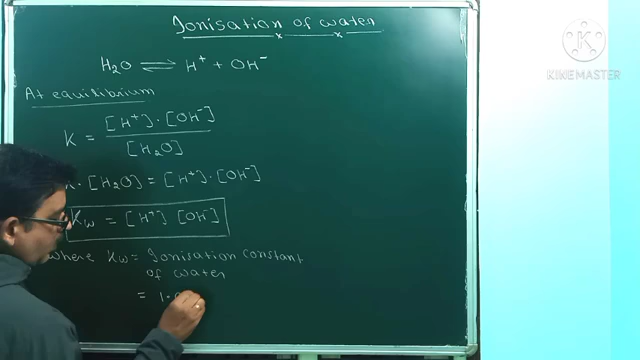 Ionisation of water
H₂O ⇌ H⁺ + OH⁻
At equilibrium
K = [H⁺]·[OH⁻] / [H₂O]
· [H₂O] = [H⁺]·[OH⁻]
Kw = [H⁺] [OH⁻]
where Kw = Ionisation constant
of water
= 1·
KINEMASTER